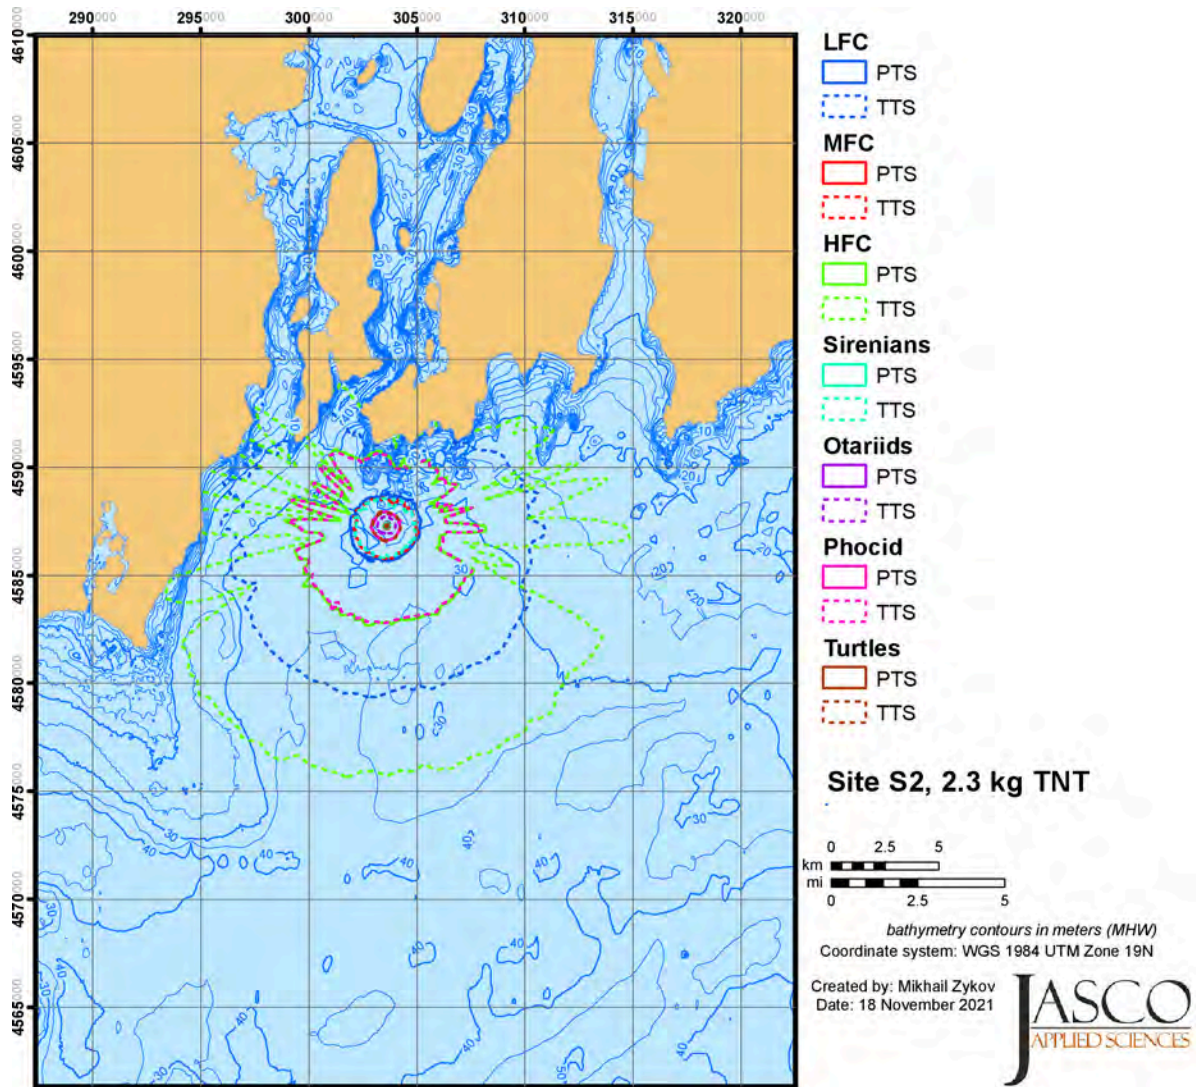 290000 295000 300000 305000 310000 315000 320000
4610000
4605000
4600000
4595000
4590000
4585000
4580000
4575000
4570000
4565000
LFC
PTS
TTS
MFC
PTS
TTS
HFC
PTS
TTS
Sirenians
PTS
TTS
Otariids
PTS
TTS
Phocid
PTS
TTS
Turtles
PTS
TTS
Site S2, 2.3 kg TNT
0 2.5 5
km
mi
0 2.5 5
bathymetry contours in meters (MHW)
Coordinate system: WGS 1984 UTM Zone 19N
Created by: Mikhail Zykov
Date: 18 November 2021
JASCO
APPLIED SCIENCES